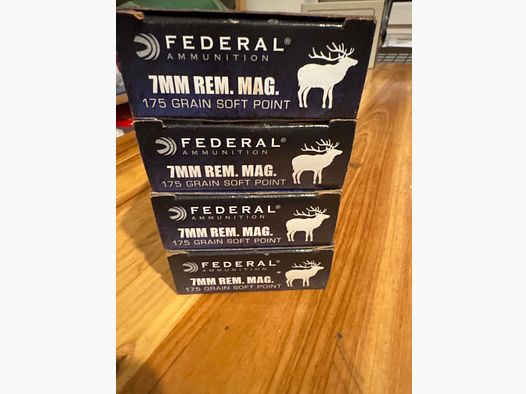 FEDERAL®
AMMUNITION
7MM REM. MAG.
175 GRAIN SOFT POINT
FEDERAL®
AMMUNITION
7MM REM. MAG.
175 GRAIN SOFT POINT
FEDERAL®
AMMUNITION
7MM REM. MAG.
175 GRAIN SOFT POINT
FEDERAL®
AMMUNITION
7MM REM. MAG.
175 GRAIN SOFT POINT